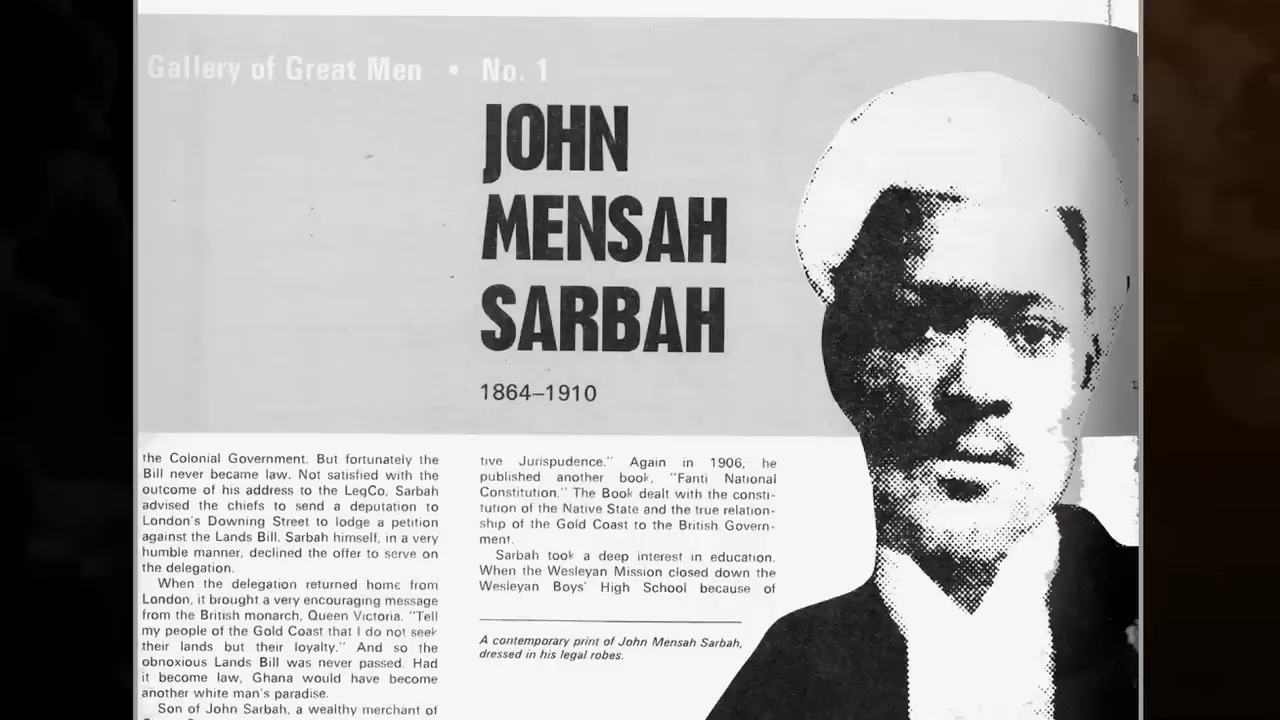 Gallery of Great Men • No. 1
JOHN
MENSAH
SARBAH
1864–1910
the Colonial Government. But fortunately the
Bill never became law. Not satisfied with the
outcome of his address to the LegCo, Sarbah
advised the chiefs to send a deputation to
London's Downing Street to lodge a petition
against the Lands Bill. Sarbah himself, in a very
humble manner, declined the offer to serve on
the delegation.
When the delegation returned home from
London, it brought a very encouraging message
from the British monarch, Queen Victoria. "Tell
my people of the Gold Coast that I do not seek
their lands but their loyalty." And so the
obnoxious Lands Bill was never passed. Had
it become law, Ghana would have become
another white man's paradise.
Son of John Sarbah, a wealthy merchant of
tive Jurispudence." Again in 1906, he
published another book, "Fanti National
Constitution." The Book dealt with the consti-
tution of the Native State and the true relation-
ship of the Gold Coast to the British Govern-
ment.
Sarbah took a deep interest in education.
When the Wesleyan Mission closed down the
Wesleyan Boys' High School because of
A contemporary print of John Mensah Sarbah,
dressed in his legal robes.